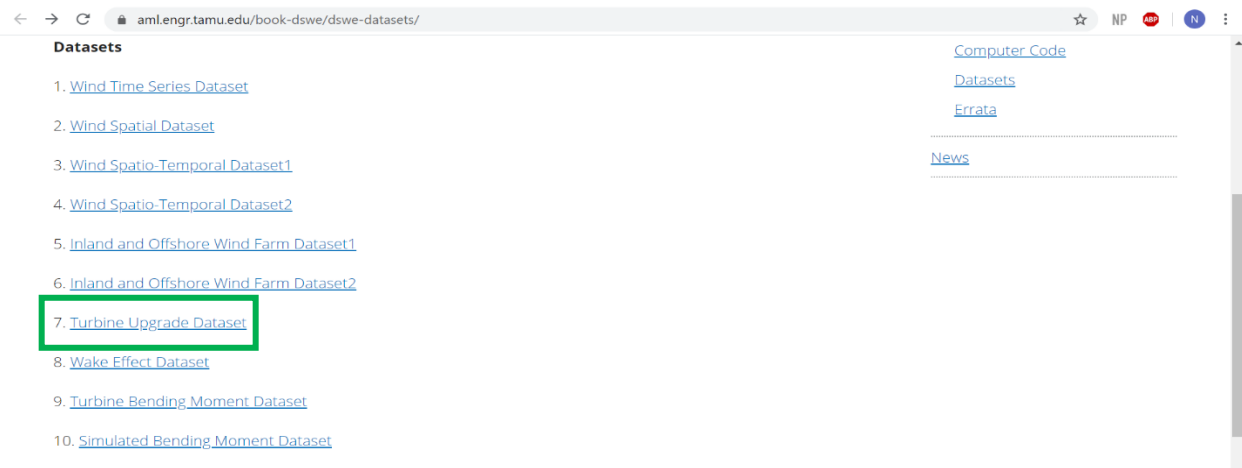 aml.engr.tamu.edu/book-dswe/dswe-datasets/
NP
ABP
N
Datasets
1. Wind Time Series Dataset
2. Wind Spatial Dataset
3. Wind Spatio-Temporal Dataset1
4. Wind Spatio-Temporal Dataset2
5. Inland and Offshore Wind Farm Dataset1
6. Inland and Offshore Wind Farm Dataset2
7. Turbine Upgrade Dataset
8. Wake Effect Dataset
9. Turbine Bending Moment Dataset
10. Simulated Bending Moment Dataset
Computer Code
Datasets
Errata
News